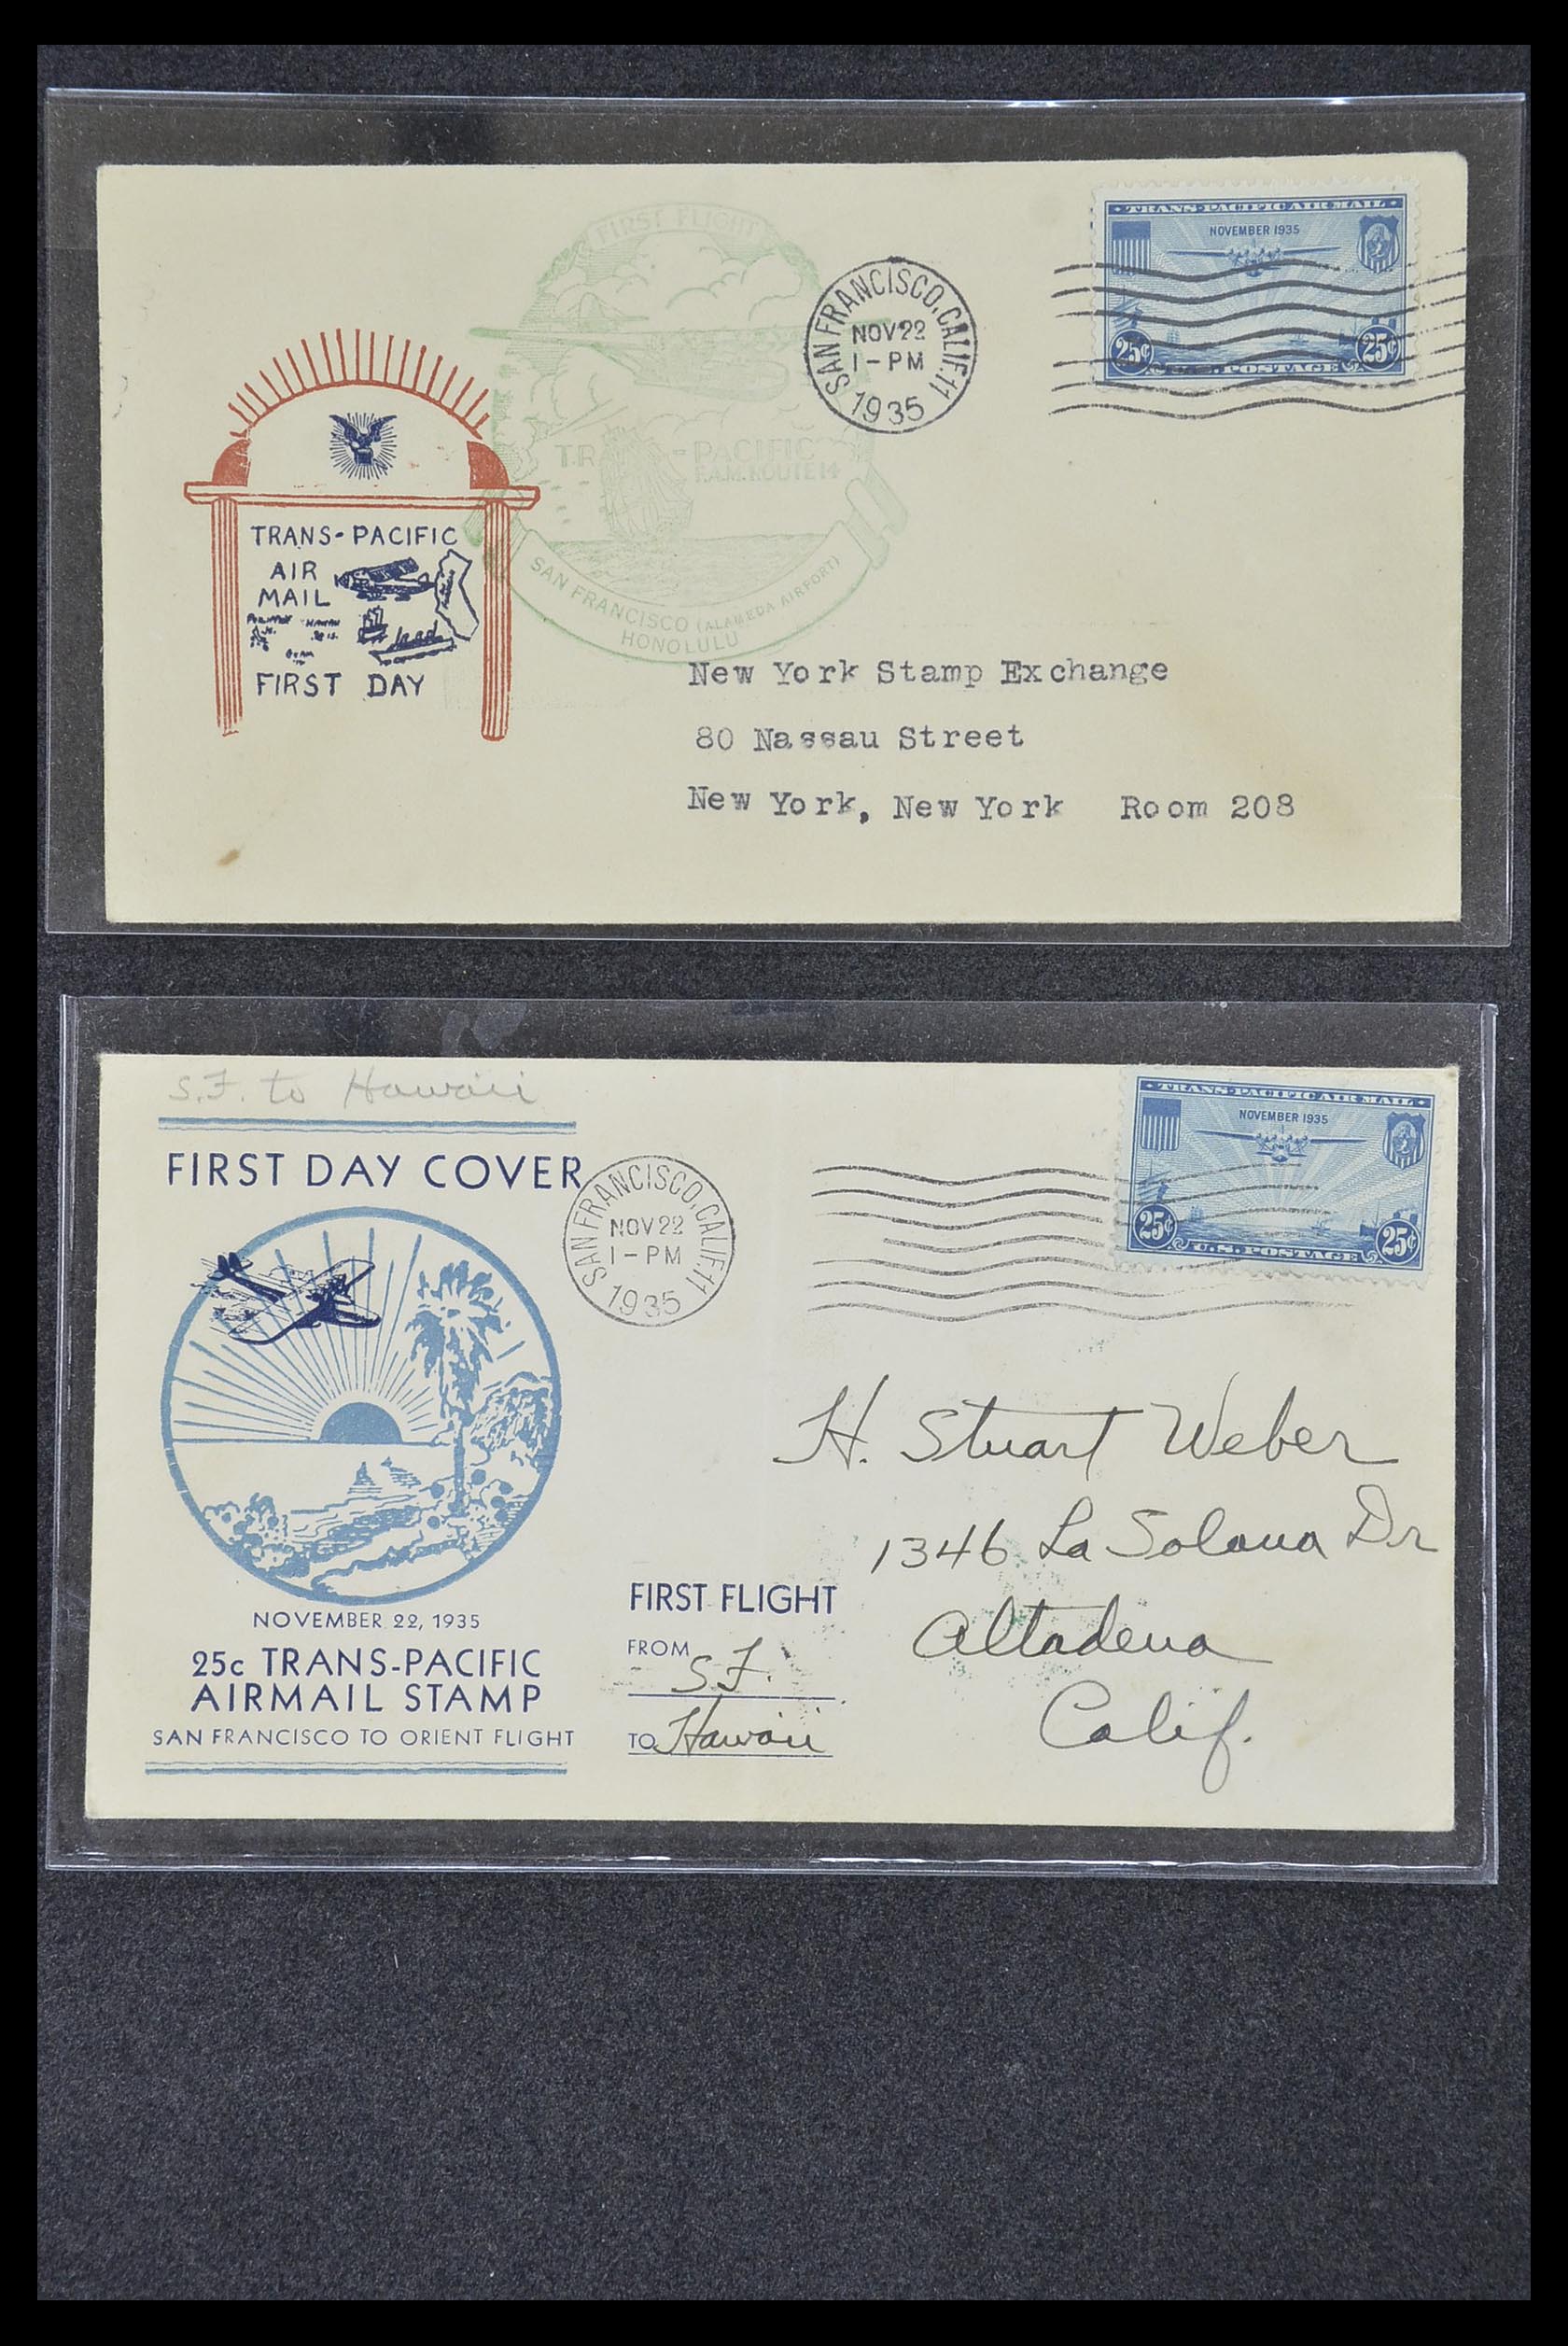 FIRST FLIGHT
TRANS-PACIFIC AIR MAIL
NOVEMBER 1935
25¢ 25¢
U.S. POSTAGE
SAN FRANCISCO, CALIF. 11
NOV 22
1-PM
1935
TR -PACIFIC
F.A.M. ROUTE 14
SAN FRANCISCO (ALAMEDA AIRPORT)
HONOLULU
TRANS-PACIFIC
AIR
MAIL
FIRST DAY
New York Stamp Exchange
80 Nassau Street
New York, New York Room 208
S.F. to Hawaii
FIRST DAY COVER
SAN FRANCISCO, CALIF. 11
NOV 22
1-PM
1935
TRANS-PACIFIC AIR MAIL
NOVEMBER 1935
25¢ 25¢
U.S. POSTAGE
H. Stuart Weber
1346 La Solana Dr
Altadena
Calif.
NOVEMBER 22, 1935
25c TRANS-PACIFIC
AIRMAIL STAMP
SAN FRANCISCO TO ORIENT FLIGHT
FIRST FLIGHT
FROM S.F.
TO Hawaii